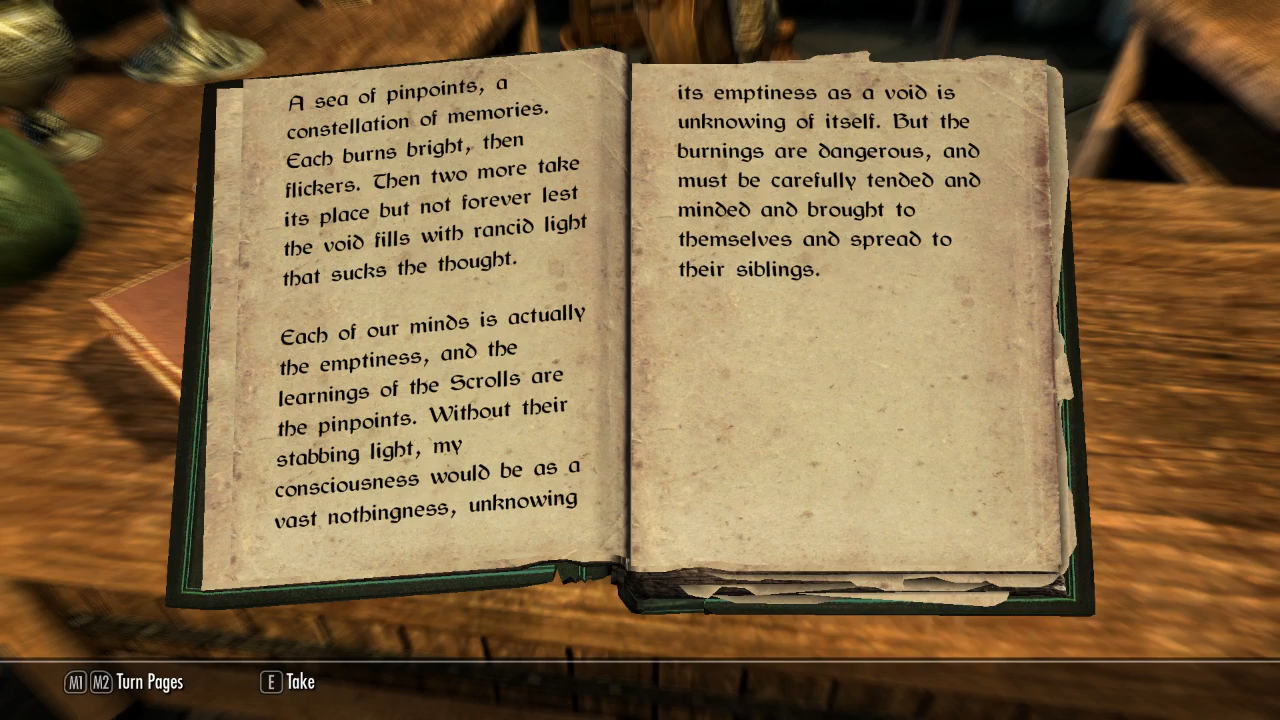 A sea of pinpoints, a
constellation of memories.
Each burns bright, then
flickers. Then two more take
its place but not forever lest
the void fills with rancid light
that sucks the thought.
Each of our minds is actually
the emptiness, and the
learnings of the Scrolls are
the pinpoints. Without their
stabbing light, my
consciousness would be as a
vast nothingness, unknowing
its emptiness as a void is
unknowing of itself. But the
burnings are dangerous, and
must be carefully tended and
minded and brought to
themselves and spread to
their siblings.
M1 M2 Turn Pages
E Take